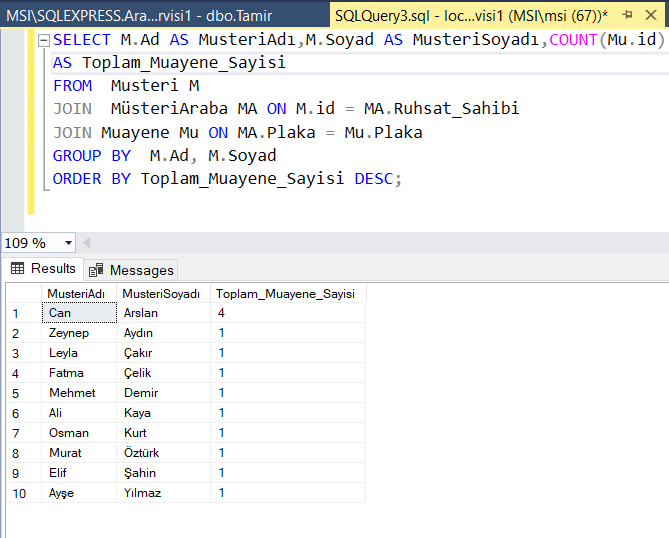 MSI\SQLEXPRESS.Ara...rvisi1 - dbo.Tamir SQLQuery3.sql - loc...visi1 (MSI\msi (67))*
SELECT M.Ad AS MusteriAdı,M.Soyad AS MusteriSoyadı,COUNT(Mu.id)
AS Toplam_Muayene_Sayisi
FROM Musteri M
JOIN MüsteriAraba MA ON M.id = MA.Ruhsat_Sahibi
JOIN Muayene Mu ON MA.Plaka = Mu.Plaka
GROUP BY M.Ad, M.Soyad
ORDER BY Toplam_Muayene_Sayisi DESC;
109 %
Results Messages
MusteriAdı MusteriSoyadı Toplam_Muayene_Sayisi
1 Can Arslan 4
2 Zeynep Aydın 1
3 Leyla Çakır 1
4 Fatma Çelik 1
5 Mehmet Demir 1
6 Ali Kaya 1
7 Osman Kurt 1
8 Murat Öztürk 1
9 Elif Şahin 1
10 Ayşe Yılmaz 1